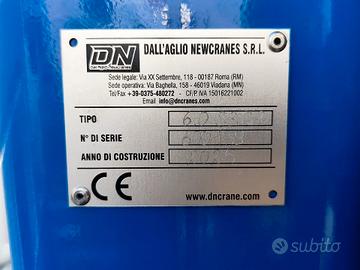 DN
DALL'AGLIO NEWCRANES S.R.L.
Sede legale: Via XX Settembre, 118 - 00187 Roma (RM)
Sede operativa: Via Bagatta, 118 - 46019 Viadana (MN)
Tel/Fax +39-0375-480272 - CF/P.IVA 15016221002
Email info@dncranes.com
TIPO
N° DI SERIE
ANNO DI COSTRUZIONE
CE
www.dncrane.com
subito